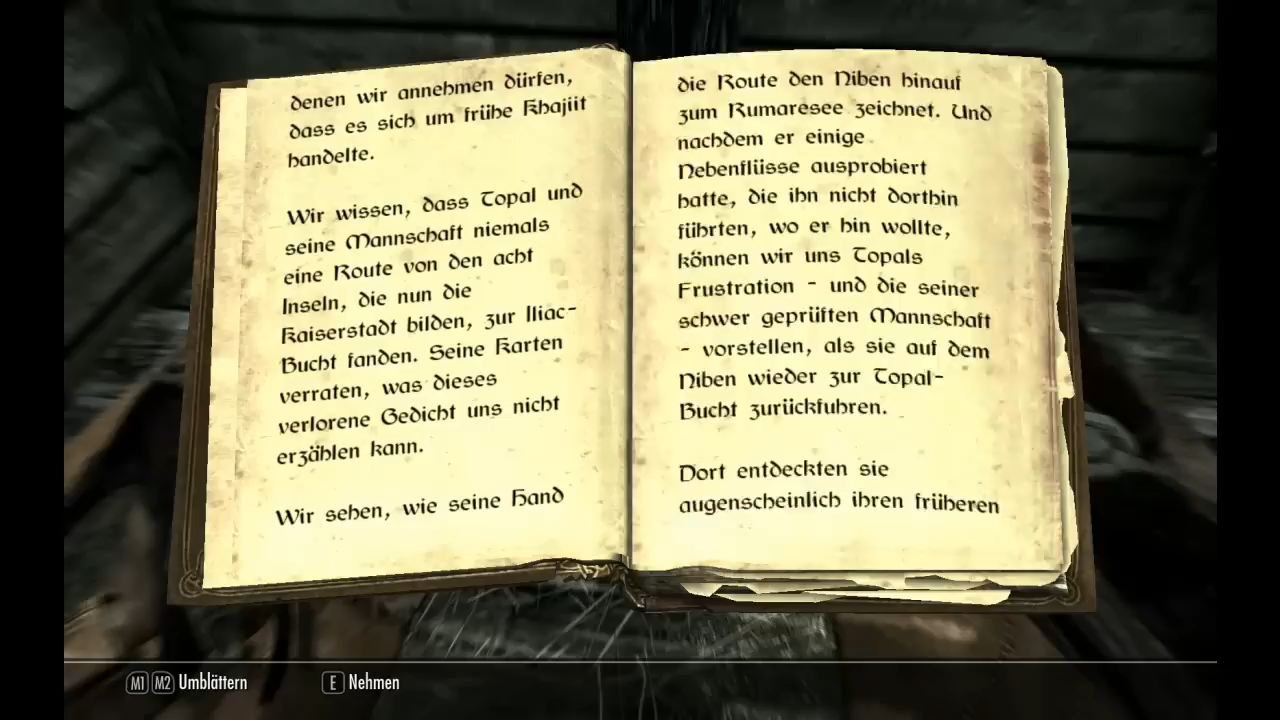 denen wir annehmen dürfen,
dass es sich um frühe Khajiit
handelte.
Wir wissen, dass Topal und
seine Mannschaft niemals
eine Route von den acht
Inseln, die nun die
Kaiserstadt bilden, zur Iliac-
Bucht fanden. Seine Karten
verraten, was dieses
verlorene Gedicht uns nicht
erzählen kann.
Wir sehen, wie seine Hand
die Route den Niben hinauf
zum Rumaresee zeichnet. Und
nachdem er einige
Nebenflüsse ausprobiert
hatte, die ihn nicht dorthin
führten, wo er hin wollte,
können wir uns Topals
Frustration - und die seiner
schwer geprüften Mannschaft
- vorstellen, als sie auf dem
Niben wieder zur Topal-
Bucht zurückfuhren.
Dort entdeckten sie
augenscheinlich ihren früheren
M1 M2 Umblättern
E Nehmen